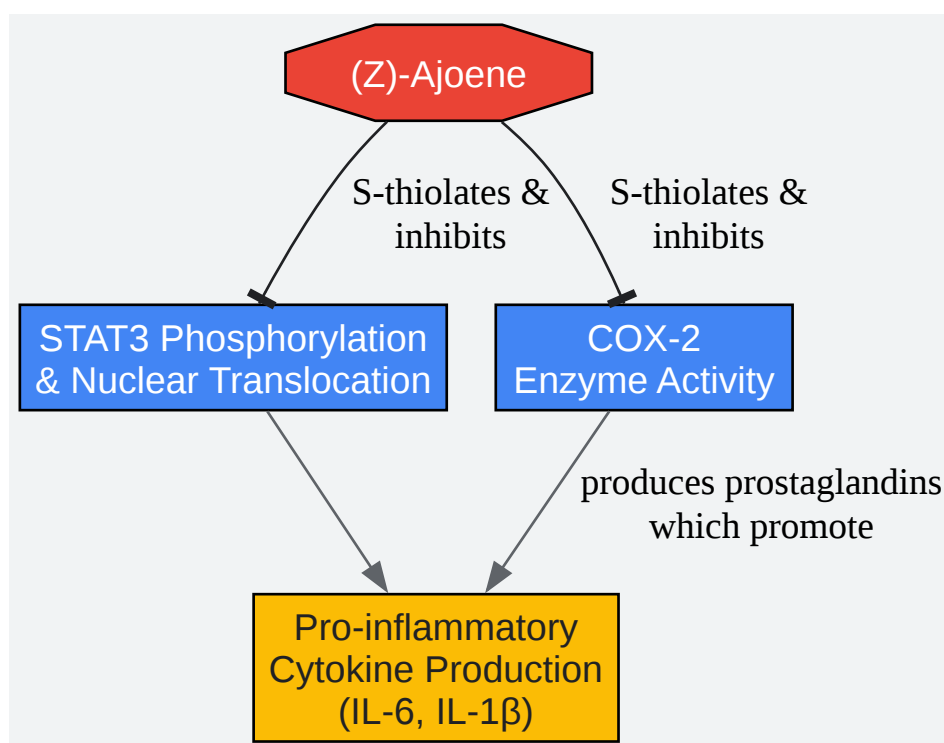 (Z)-Ajoene
S-thiolates &
inhibits
S-thiolates &
inhibits
STAT3 Phosphorylation
& Nuclear Translocation
COX-2
Enzyme Activity
produces prostaglandins
which promote
Pro-inflammatory
Cytokine Production
(IL-6, IL-1β)